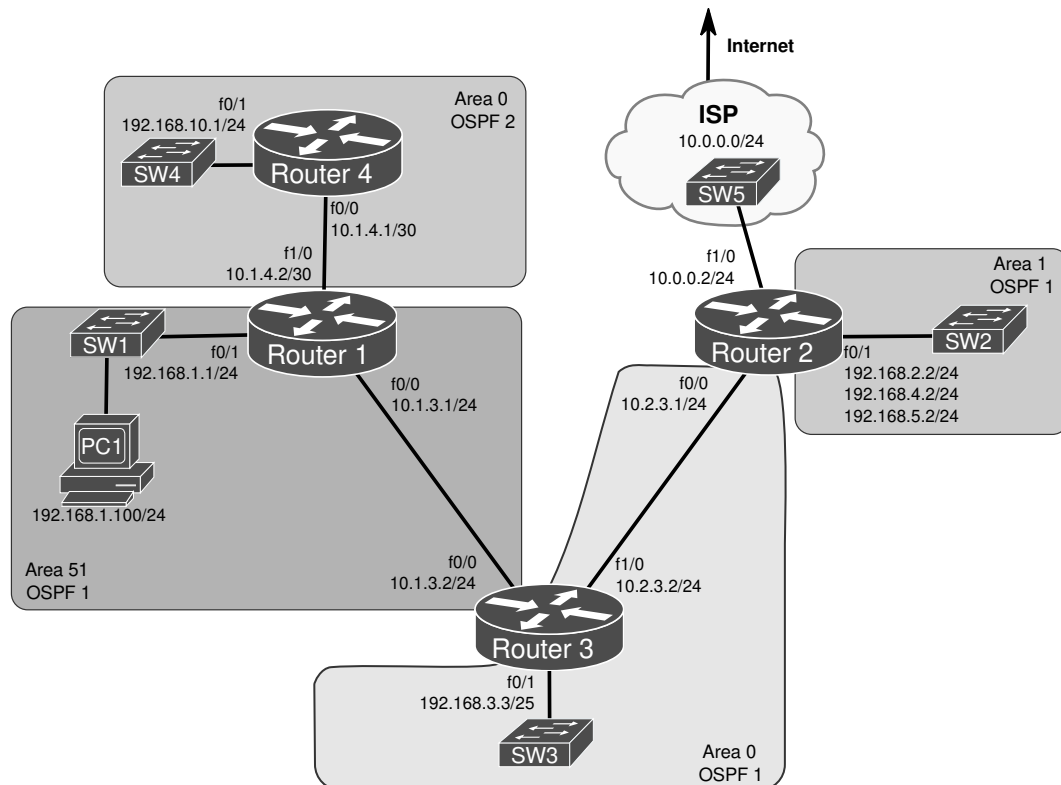 Internet
Area 0
OSPF 2
f0/1
192.168.10.1/24
SW4
Router 4
f0/0
10.1.4.1/30
f1/0
10.1.4.2/30
ISP
10.0.0.0/24
SW5
f1/0
10.0.0.2/24
Area 1
OSPF 1
SW1
f0/1
192.168.1.1/24
Router 1
f0/0
10.1.3.1/24
PC1
192.168.1.100/24
Router 2
f0/0
10.2.3.1/24
f0/1
192.168.2.2/24
192.168.4.2/24
192.168.5.2/24
SW2
Area 51
OSPF 1
f0/0
10.1.3.2/24
f1/0
10.2.3.2/24
Router 3
f0/1
192.168.3.3/25
SW3
Area 0
OSPF 1